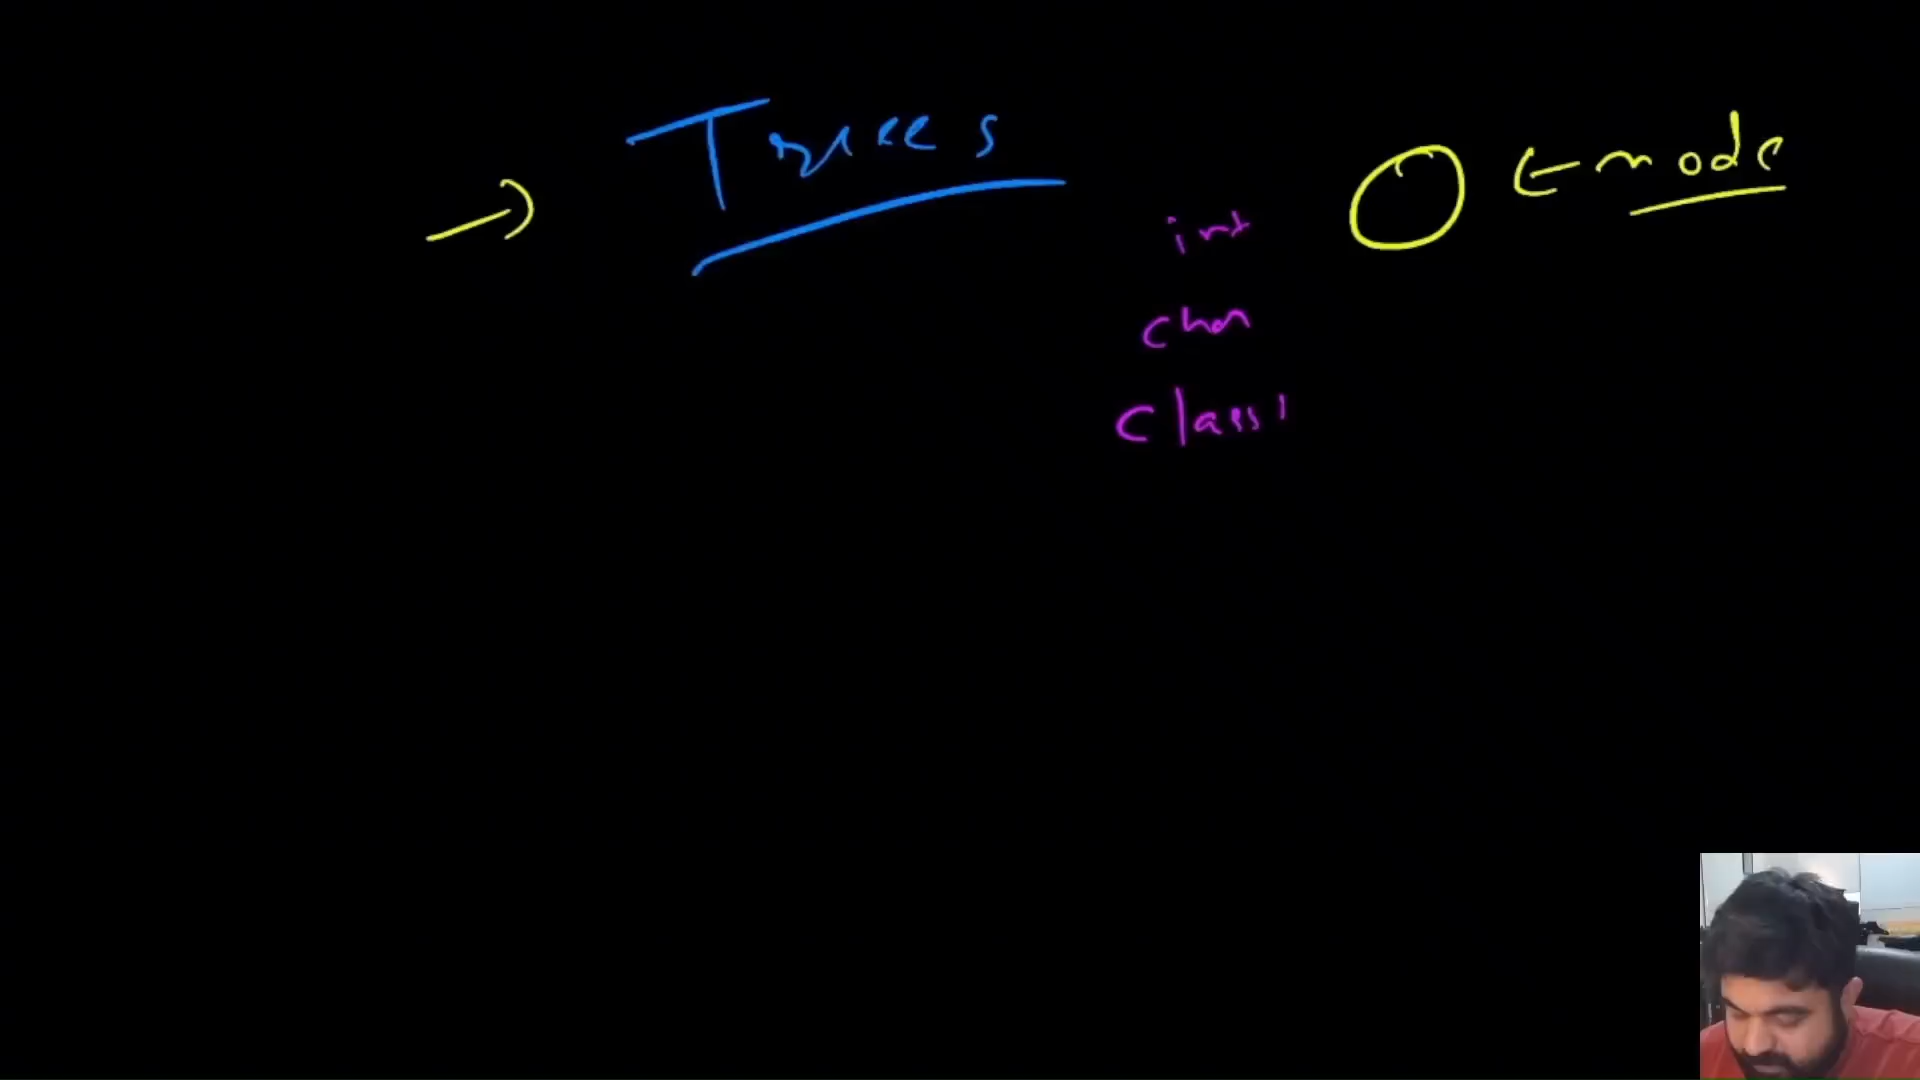 → Trees
← node
int
char
class